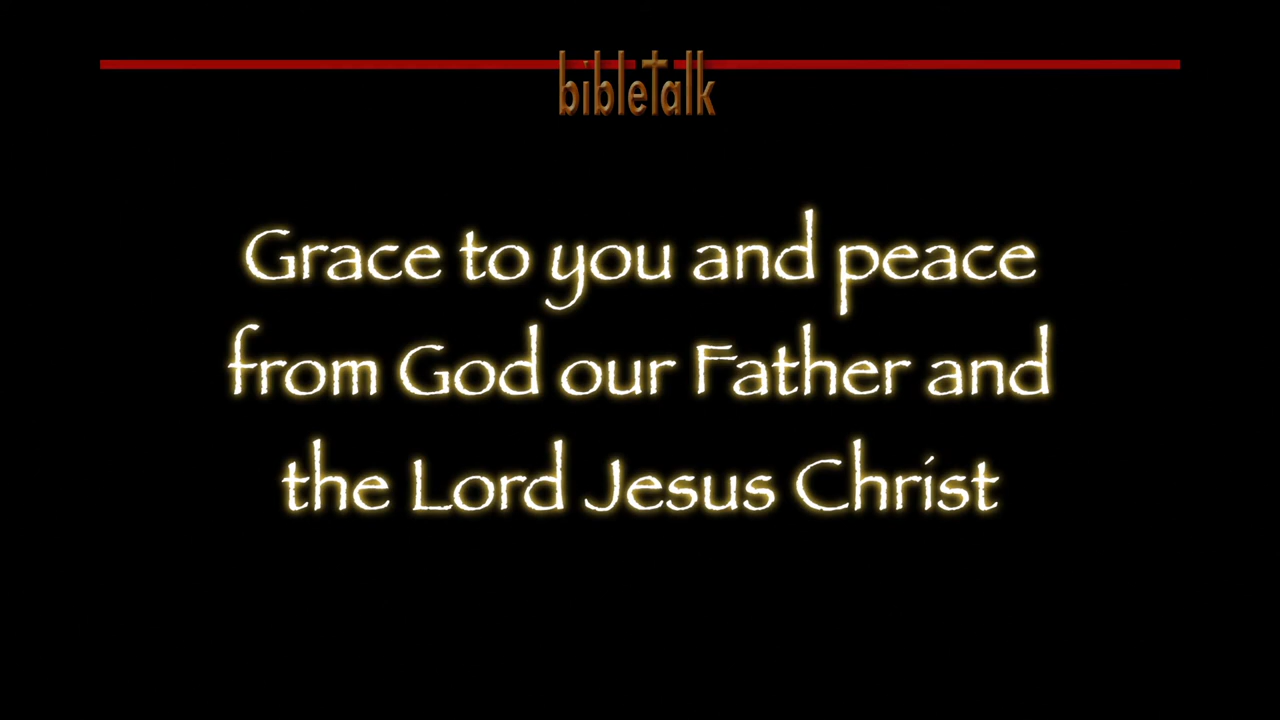 bibleTalk
Grace to you and peace
from God our Father and
the Lord Jesus Christ